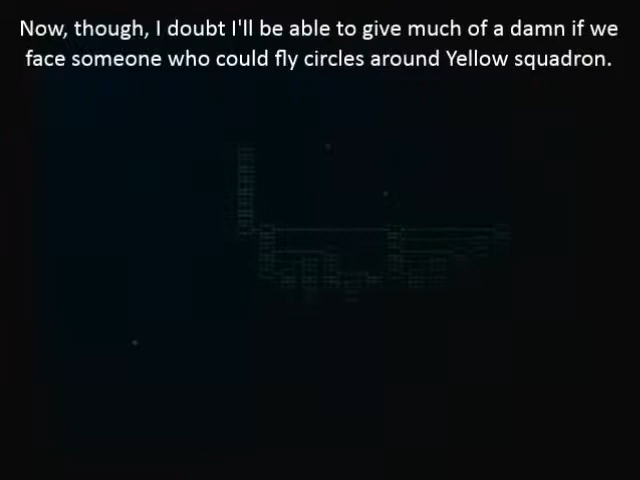 Now, though, I doubt I'll be able to give much of a damn if we
face someone who could fly circles around Yellow squadron.